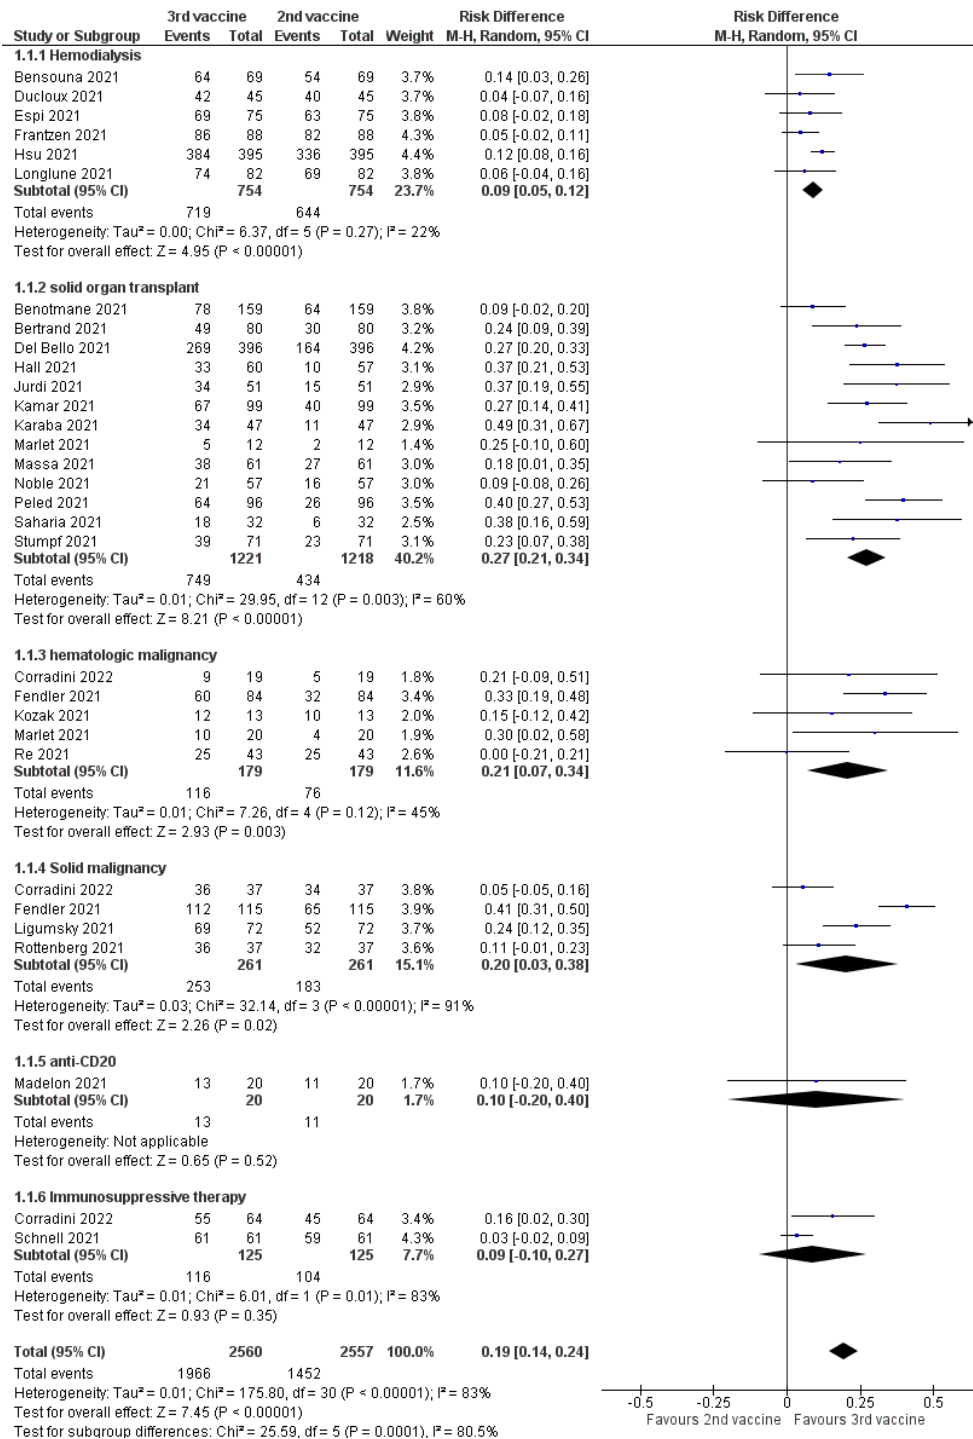 3rd vaccine 2nd vaccine Risk Difference Risk Difference
Study or Subgroup Events Total Events Total Weight M-H, Random, 95% CI M-H, Random, 95% CI
1.1.1 Hemodialysis
Bensouna 2021 64 69 54 69 3.7% 0.14 [0.03, 0.26]
Ducloux 2021 42 45 40 45 3.7% 0.04 [-0.07, 0.16]
Espi 2021 69 75 63 75 3.8% 0.08 [-0.02, 0.18]
Frantzen 2021 86 88 82 88 4.3% 0.05 [-0.02, 0.11]
Hsu 2021 384 395 336 395 4.4% 0.12 [0.08, 0.16]
Longlune 2021 74 82 69 82 3.8% 0.06 [-0.04, 0.16]
Subtotal (95% CI) 754 754 23.7% 0.09 [0.05, 0.12]
Total events 719 644
Heterogeneity: Tau² = 0.00; Chi² = 6.37, df = 5 (P = 0.27); I² = 22%
Test for overall effect: Z = 4.95 (P < 0.00001)
1.1.2 solid organ transplant
Benotmane 2021 78 159 64 159 3.8% 0.09 [-0.02, 0.20]
Bertrand 2021 49 80 30 80 3.2% 0.24 [0.09, 0.39]
Del Bello 2021 269 396 164 396 4.2% 0.27 [0.20, 0.33]
Hall 2021 33 60 10 57 3.1% 0.37 [0.21, 0.53]
Jurdi 2021 34 51 15 51 2.9% 0.37 [0.19, 0.55]
Kamar 2021 67 99 40 99 3.5% 0.27 [0.14, 0.41]
Karaba 2021 34 47 11 47 2.9% 0.49 [0.31, 0.67]
Marlet 2021 5 12 2 12 1.4% 0.25 [-0.10, 0.60]
Massa 2021 38 61 27 61 3.0% 0.18 [0.01, 0.35]
Noble 2021 21 57 16 57 3.0% 0.09 [-0.08, 0.26]
Peled 2021 64 96 26 96 3.5% 0.40 [0.27, 0.53]
Saharia 2021 18 32 6 32 2.5% 0.38 [0.16, 0.59]
Stumpf 2021 39 71 23 71 3.1% 0.23 [0.07, 0.38]
Subtotal (95% CI) 1221 1218 40.2% 0.27 [0.21, 0.34]
Total events 749 434
Heterogeneity: Tau² = 0.01; Chi² = 29.95, df = 12 (P = 0.003); I² = 60%
Test for overall effect: Z = 8.21 (P < 0.00001)
1.1.3 hematologic malignancy
Corradini 2022 9 19 5 19 1.8% 0.21 [-0.09, 0.51]
Fendler 2021 60 84 32 84 3.4% 0.33 [0.19, 0.48]
Kozak 2021 12 13 10 13 2.0% 0.15 [-0.12, 0.42]
Marlet 2021 10 20 4 20 1.9% 0.30 [0.02, 0.58]
Re 2021 25 43 25 43 2.6% 0.00 [-0.21, 0.21]
Subtotal (95% CI) 179 179 11.6% 0.21 [0.07, 0.34]
Total events 116 76
Heterogeneity: Tau² = 0.01; Chi² = 7.26, df = 4 (P = 0.12); I² = 45%
Test for overall effect: Z = 2.93 (P = 0.003)
1.1.4 Solid malignancy
Corradini 2022 36 37 34 37 3.8% 0.05 [-0.05, 0.16]
Fendler 2021 112 115 65 115 3.9% 0.41 [0.31, 0.50]
Ligumsky 2021 69 72 52 72 3.7% 0.24 [0.12, 0.35]
Rottenberg 2021 36 37 32 37 3.6% 0.11 [-0.01, 0.23]
Subtotal (95% CI) 261 261 15.1% 0.20 [0.03, 0.38]
Total events 253 183
Heterogeneity: Tau² = 0.03; Chi² = 32.14, df = 3 (P < 0.00001); I² = 91%
Test for overall effect: Z = 2.26 (P = 0.02)
1.1.5 anti-CD20
Madelon 2021 13 20 11 20 1.7% 0.10 [-0.20, 0.40]
Subtotal (95% CI) 20 20 1.7% 0.10 [-0.20, 0.40]
Total events 13 11
Heterogeneity: Not applicable
Test for overall effect: Z = 0.65 (P = 0.52)
1.1.6 Immunosuppressive therapy
Corradini 2022 55 64 45 64 3.4% 0.16 [0.02, 0.30]
Schnell 2021 61 61 59 61 4.3% 0.03 [-0.02, 0.09]
Subtotal (95% CI) 125 125 7.7% 0.09 [-0.10, 0.27]
Total events 116 104
Heterogeneity: Tau² = 0.01; Chi² = 6.01, df = 1 (P = 0.01); I² = 83%
Test for overall effect: Z = 0.93 (P = 0.35)
Total (95% CI) 2560 2557 100.0% 0.19 [0.14, 0.24]
Total events 1966 1452
Heterogeneity: Tau² = 0.01; Chi² = 175.80, df = 30 (P < 0.00001); I² = 83%
Test for overall effect: Z = 7.45 (P < 0.00001)
Test for subgroup differences: Chi² = 25.59, df = 5 (P = 0.0001), I² = 80.5%
-0.5 -0.25 0 0.25 0.5
Favours 2nd vaccine Favours 3rd vaccine